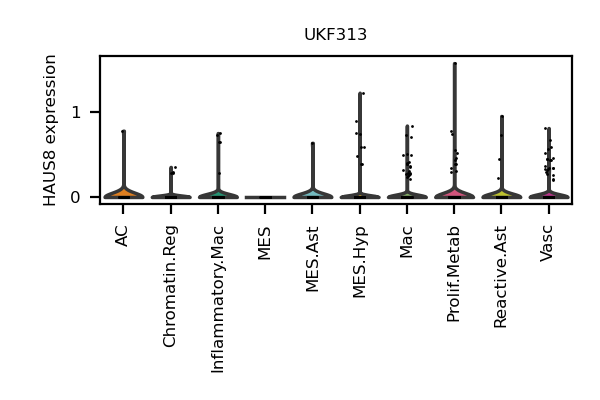 UKF313
HAUS8 expression
1
0
AC
Chromatin.Reg
Inflammatory.Mac
MES
MES.Ast
MES.Hyp
Mac
Prolif.Metab
Reactive.Ast
Vasc